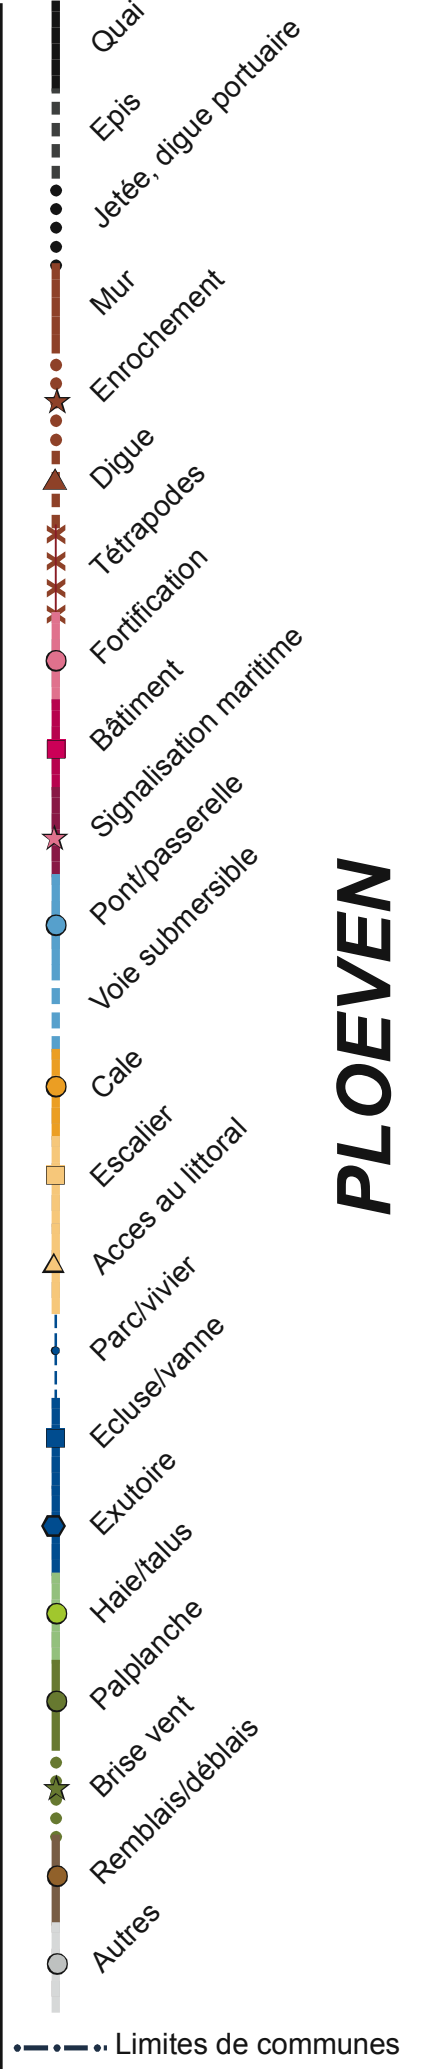 Quai
Epis
Jetée, digue portuaire
Mur
Enrochement
Digue
Tétrapodes
Fortification
Bâtiment
Signalisation maritime
Pont/passerelle
Voie submersible
Cale
Escalier
Acces au littoral
Parc/vivier
Ecluse/vanne
Exutoire
Haie/talus
Palplanche
Brise vent
Remblais/déblais
Autres
Limites de communes
PLOEVEN